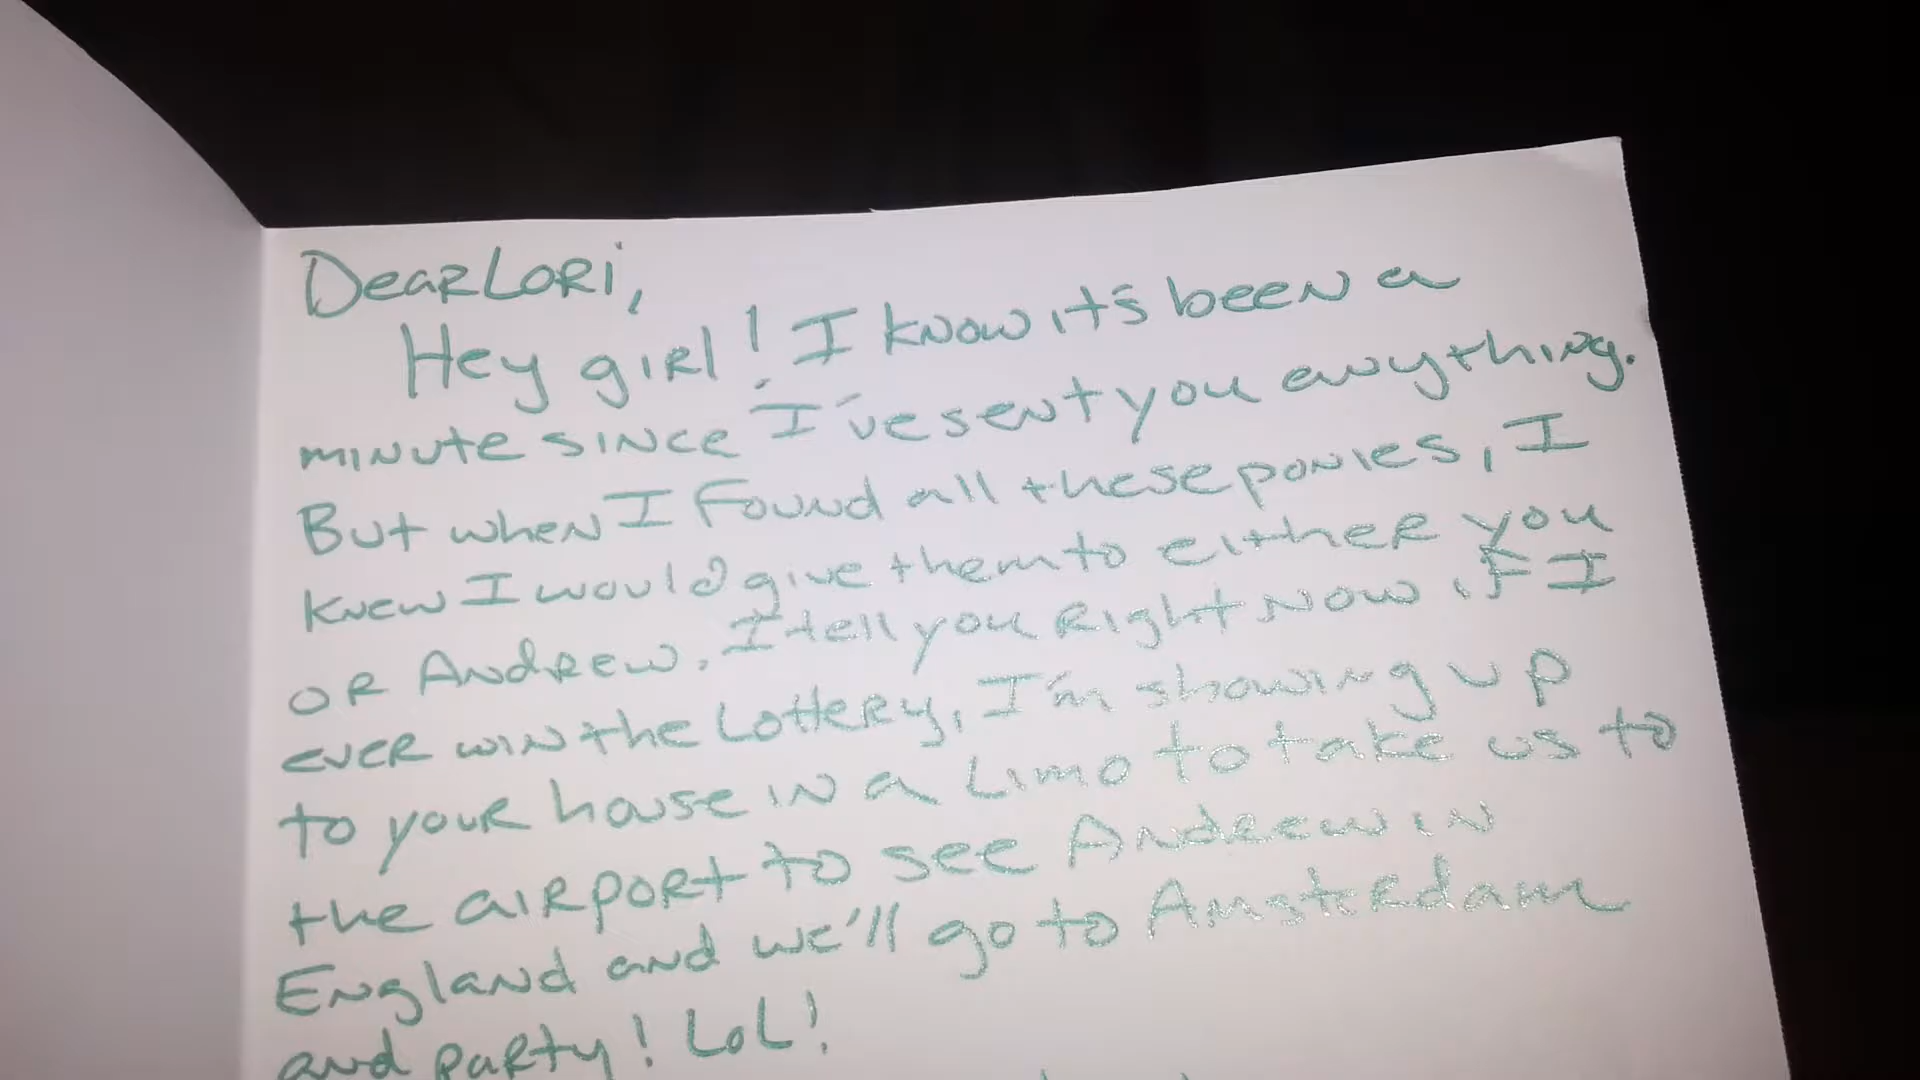 Dear Lori,
Hey girl! I know it's been a
minute since I've sent you anything.
But when I found all these ponies, I
knew I would give them to either you
or Andrew. I tell you right now if I
ever win the Lottery, I'm showing up
to your house in a Limo to take us to
the airport to see Andrew in
England and we'll go to Amsterdam
and party! LoL!